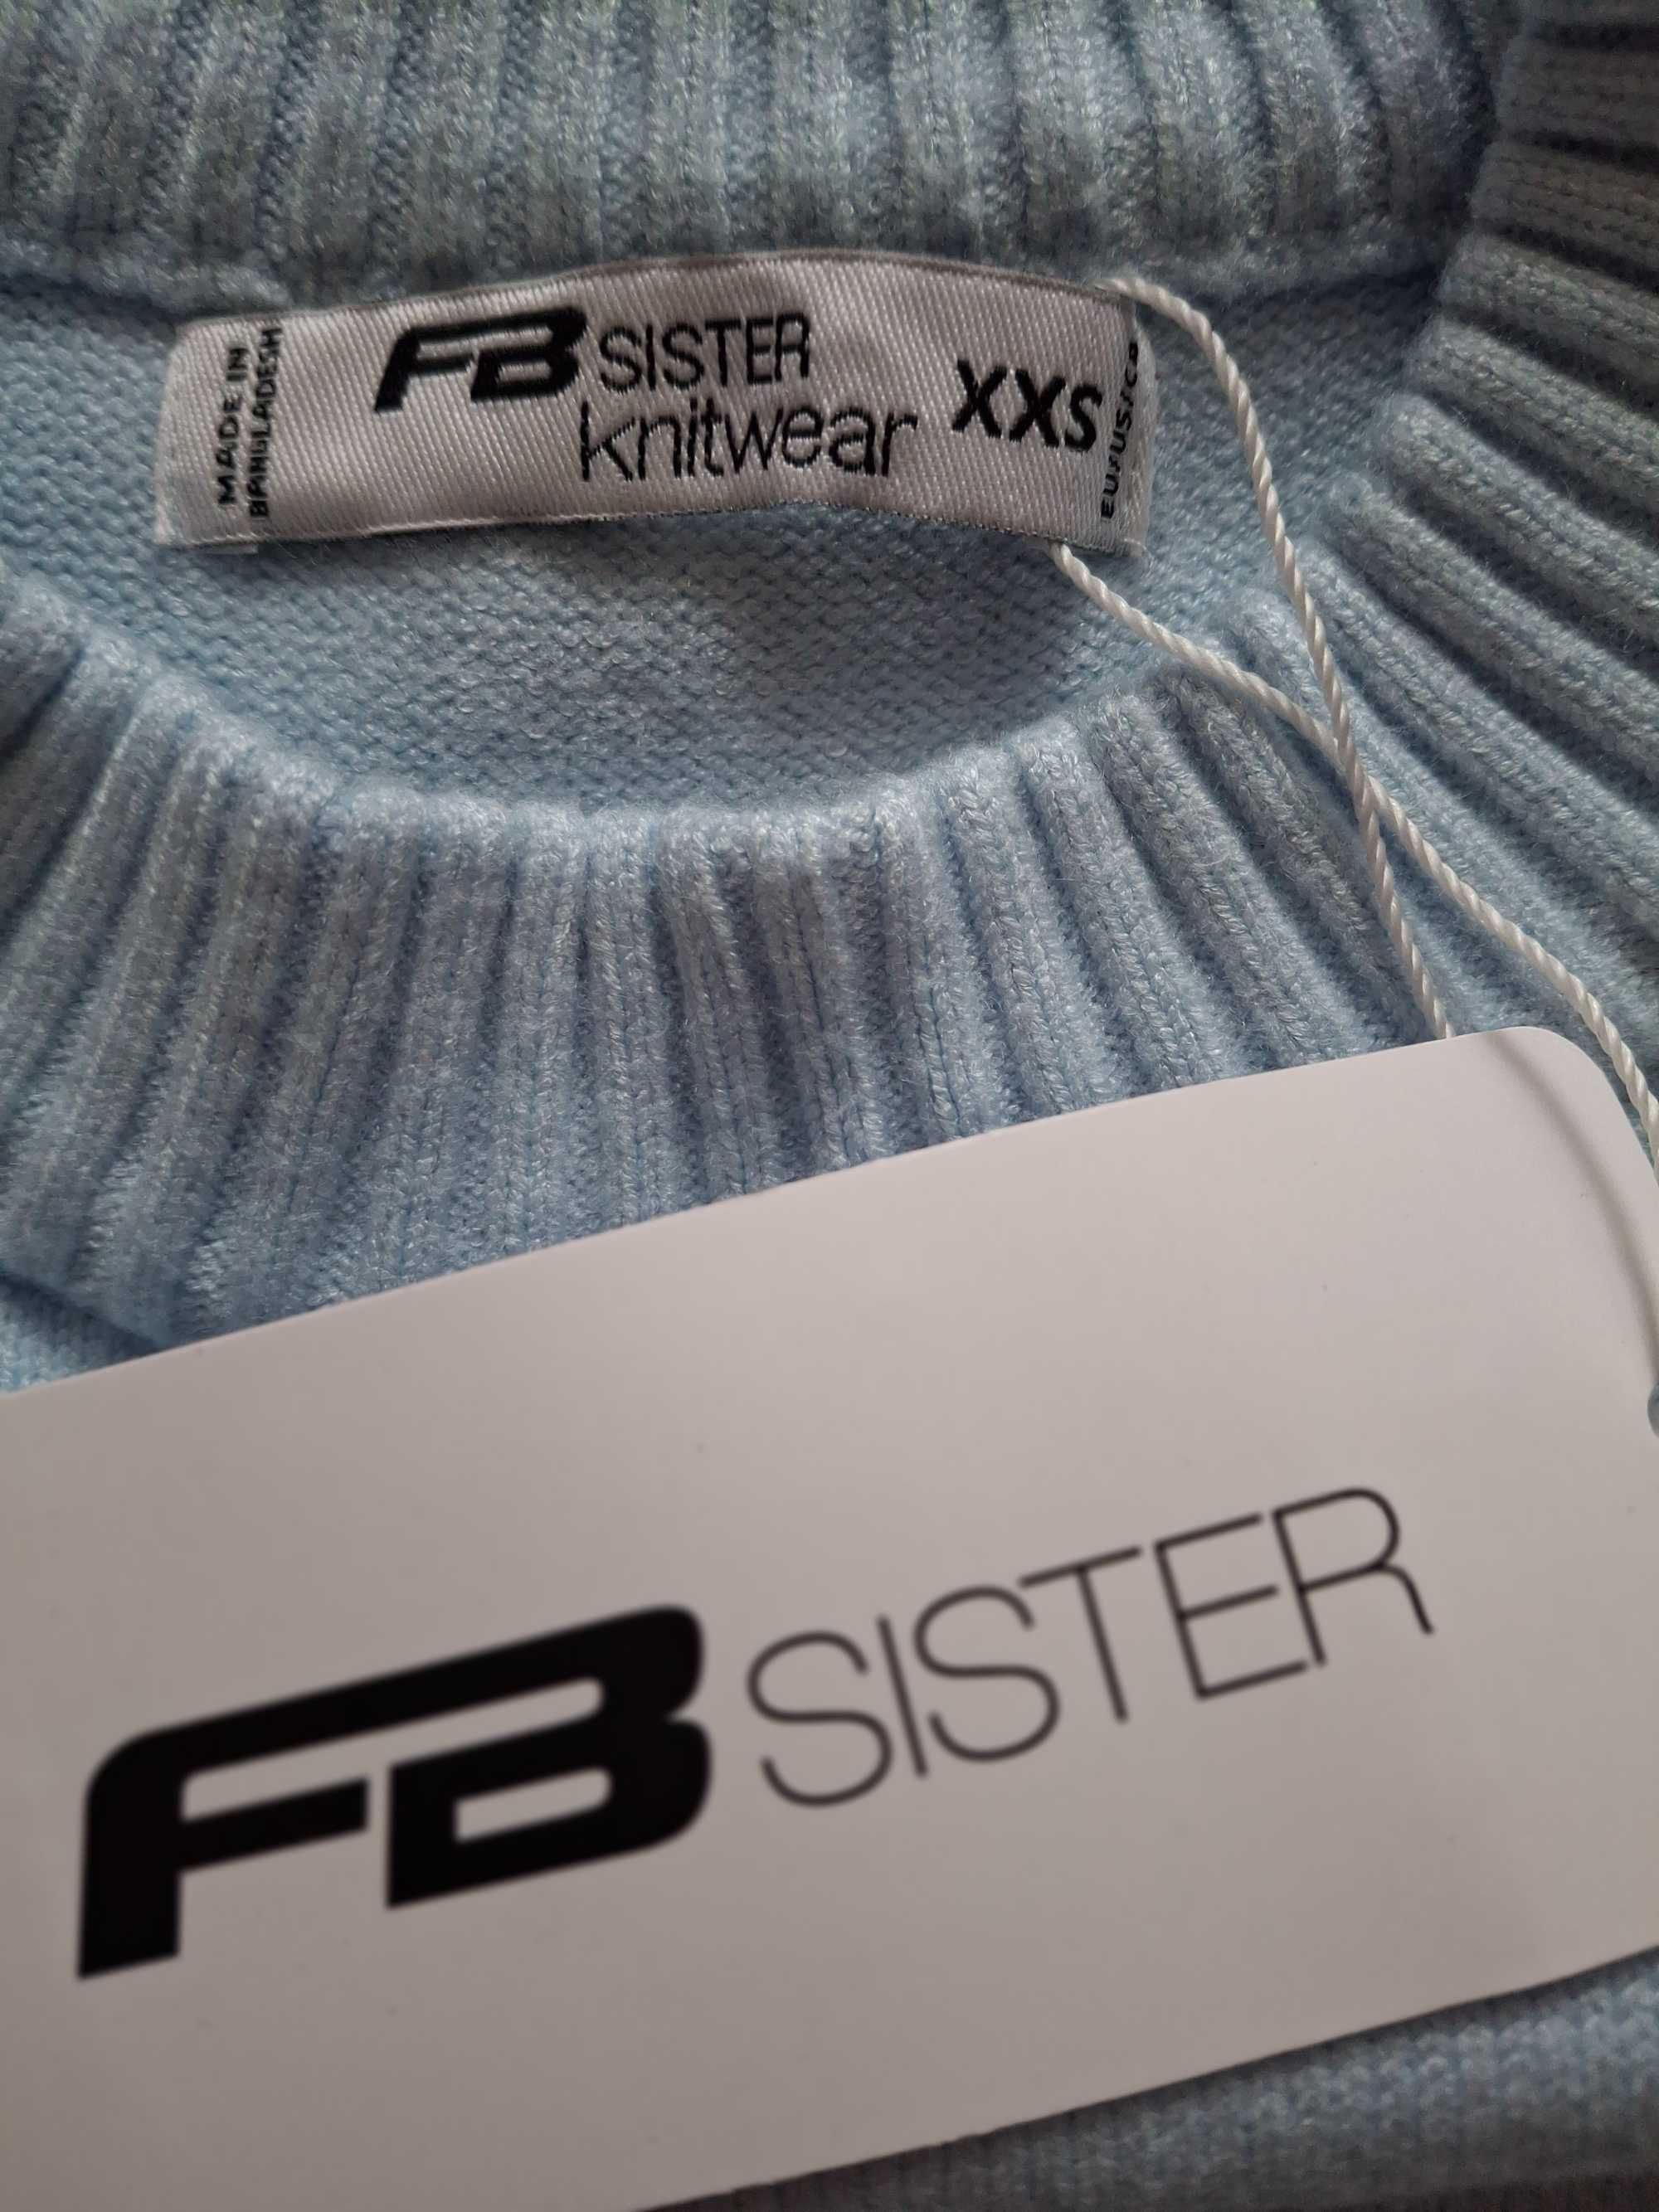 MADE IN
BANGLADESH
FB SISTER
knitwear
XXS
EU/US/CA
FB SISTER